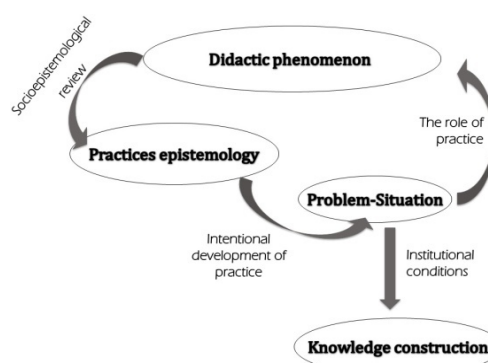 Didactic phenomenon
Socioepistemological
review
The role of
practice
Practices epistemology
Problem-Situation
Intentional
development of
practice
Institutional
conditions
Knowledge construction